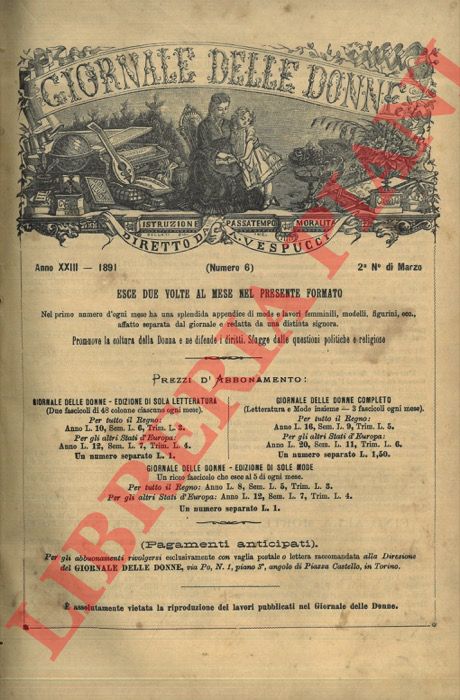 GIORNALE DELLE DONNE
ISTRUZIONE PASSATEMPO MORALITÀ
DIRETTO DA A. VESPUCCI
Anno XXIII — 1891 (Numero 6) 2ª Nº di Marzo
ESCE DUE VOLTE AL MESE NEL PRESENTE FORMATO
Nel primo numero d'ogni mese ha una splendida appendice di mode e lavori femminili, modelli, figurini, ecc.,
affatto separata dal giornale e redatta da una distinta signora.
Promuove la coltura della Donna e ne difende i diritti. Sfugge dalle questioni politiche e religiose
PREZZI D'ABBONAMENTO:
GIORNALE DELLE DONNE - EDIZIONE DI SOLA LETTERATURA
(Due fascicoli di 48 colonne ciascuno ogni mese).
Per tutto il Regno:
Anno L. 10, Sem. L. 6, Trim. L. 3.
Per gli altri Stati d'Europa:
Anno L. 12, Sem. L. 7, Trim. L. 4.
Un numero separato L. 1.
GIORNALE DELLE DONNE COMPLETO
(Letteratura e Mode insieme — 3 fascicoli ogni mese).
Per tutto il Regno:
Anno L. 16, Sem. L. 9, Trim. L. 5.
Per gli altri Stati d'Europa:
Anno L. 20, Sem. L. 11, Trim. L. 6.
Un numero separato L. 1,50.
GIORNALE DELLE DONNE - EDIZIONE DI SOLE MODE
Un ricco fascicolo che esce al 5 di ogni mese.
Per tutto il Regno: Anno L. 8, Sem. L. 5, Trim. L. 3.
Per gli altri Stati d'Europa: Anno L. 12, Sem. L. 7, Trim. L. 4.
Un numero separato L. 1.
(Pagamenti anticipati).
Per gli abbuonamenti rivolgersi esclusivamente con vaglia postale o lettera raccomandata alla Direzione
del GIORNALE DELLE DONNE, via Po, N. 1, piano 3º, angolo di Piazza Castello, in Torino.
È assolutamente vietata la riproduzione dei lavori pubblicati nel Giornale delle Donne.
LIBRERIA PIANI